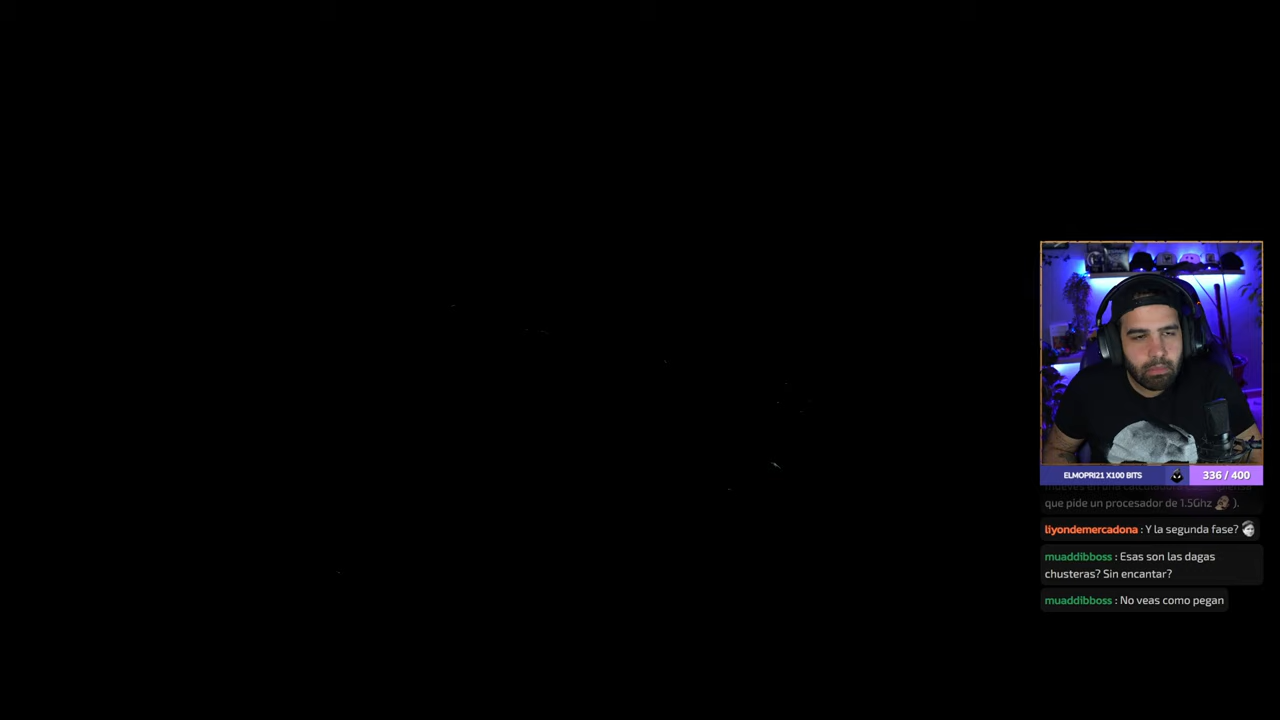 ELMOPRI21 X100 BITS
336 / 400
que pide un procesador de 1.5Ghz ).
liyondemercadona : Y la segunda fase?
muaddibboss : Esas son las dagas
chusteras? Sin encantar?
muaddibboss : No veas como pegan